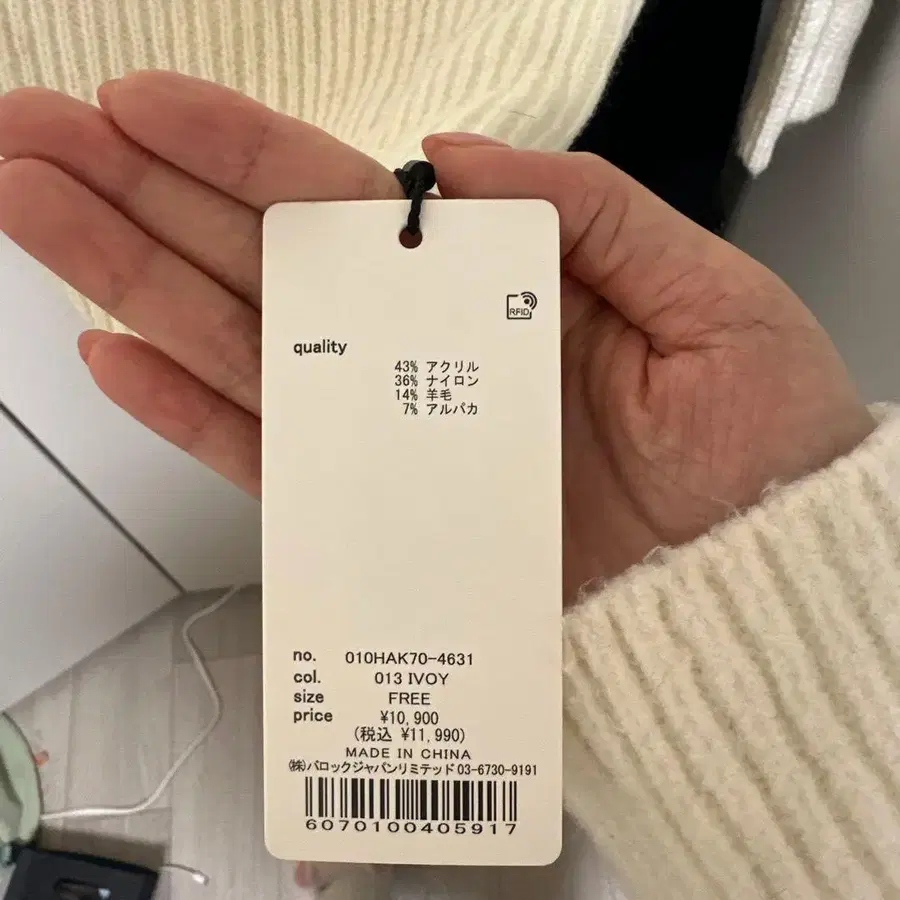 RFID
quality
43% アクリル
36% ナイロン
14% 羊毛
7% アルパカ
no. 010HAK70-4631
col. 013 IVOY
size FREE
price ¥10,900
(税込 ¥11,990)
MADE IN CHINA
㈱バロックジャパンリミテッド 03-6730-9191
6070100405917